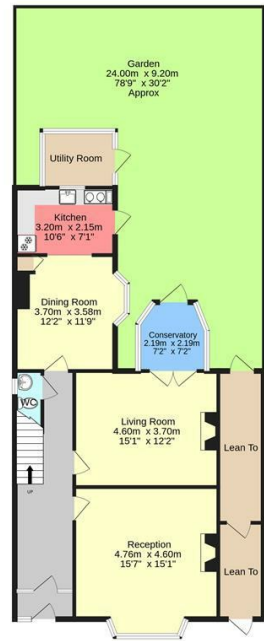 Garden
24.00m x 9.20m
78'9" x 30'2"
Approx
Utility Room
Kitchen
3.20m x 2.15m
10'6" x 7'1"
Dining Room
3.70m x 3.58m
12'2" x 11'9"
Conservatory
2.19m x 2.19m
7'2" x 7'2"
WC
Living Room
4.60m x 3.70m
15'1" x 12'2"
Lean To
UP
Reception
4.76m x 4.60m
15'7" x 15'1"
Lean To